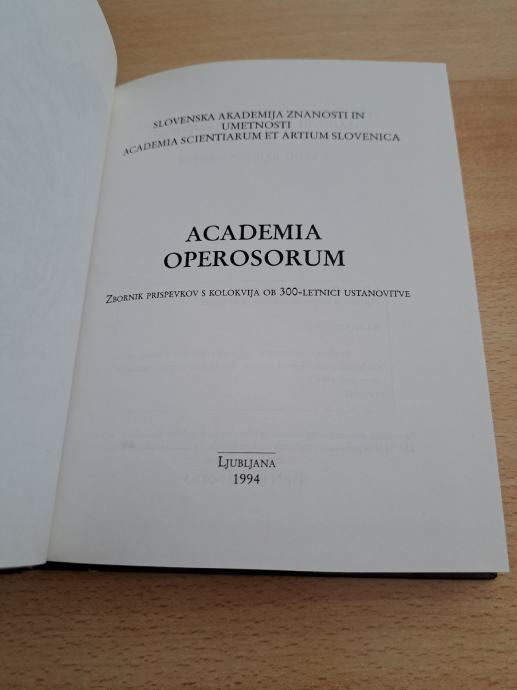 SLOVENSKA AKADEMIJA ZNANOSTI IN
UMETNOSTI
ACADEMIA SCIENTIARUM ET ARTIUM SLOVENICA
ACADEMIA
OPEROSORUM
ZBORNIK PRISPEVKOV S KOLOKVIJA OB 300-LETNICI USTANOVITVE
LJUBLJANA
1994